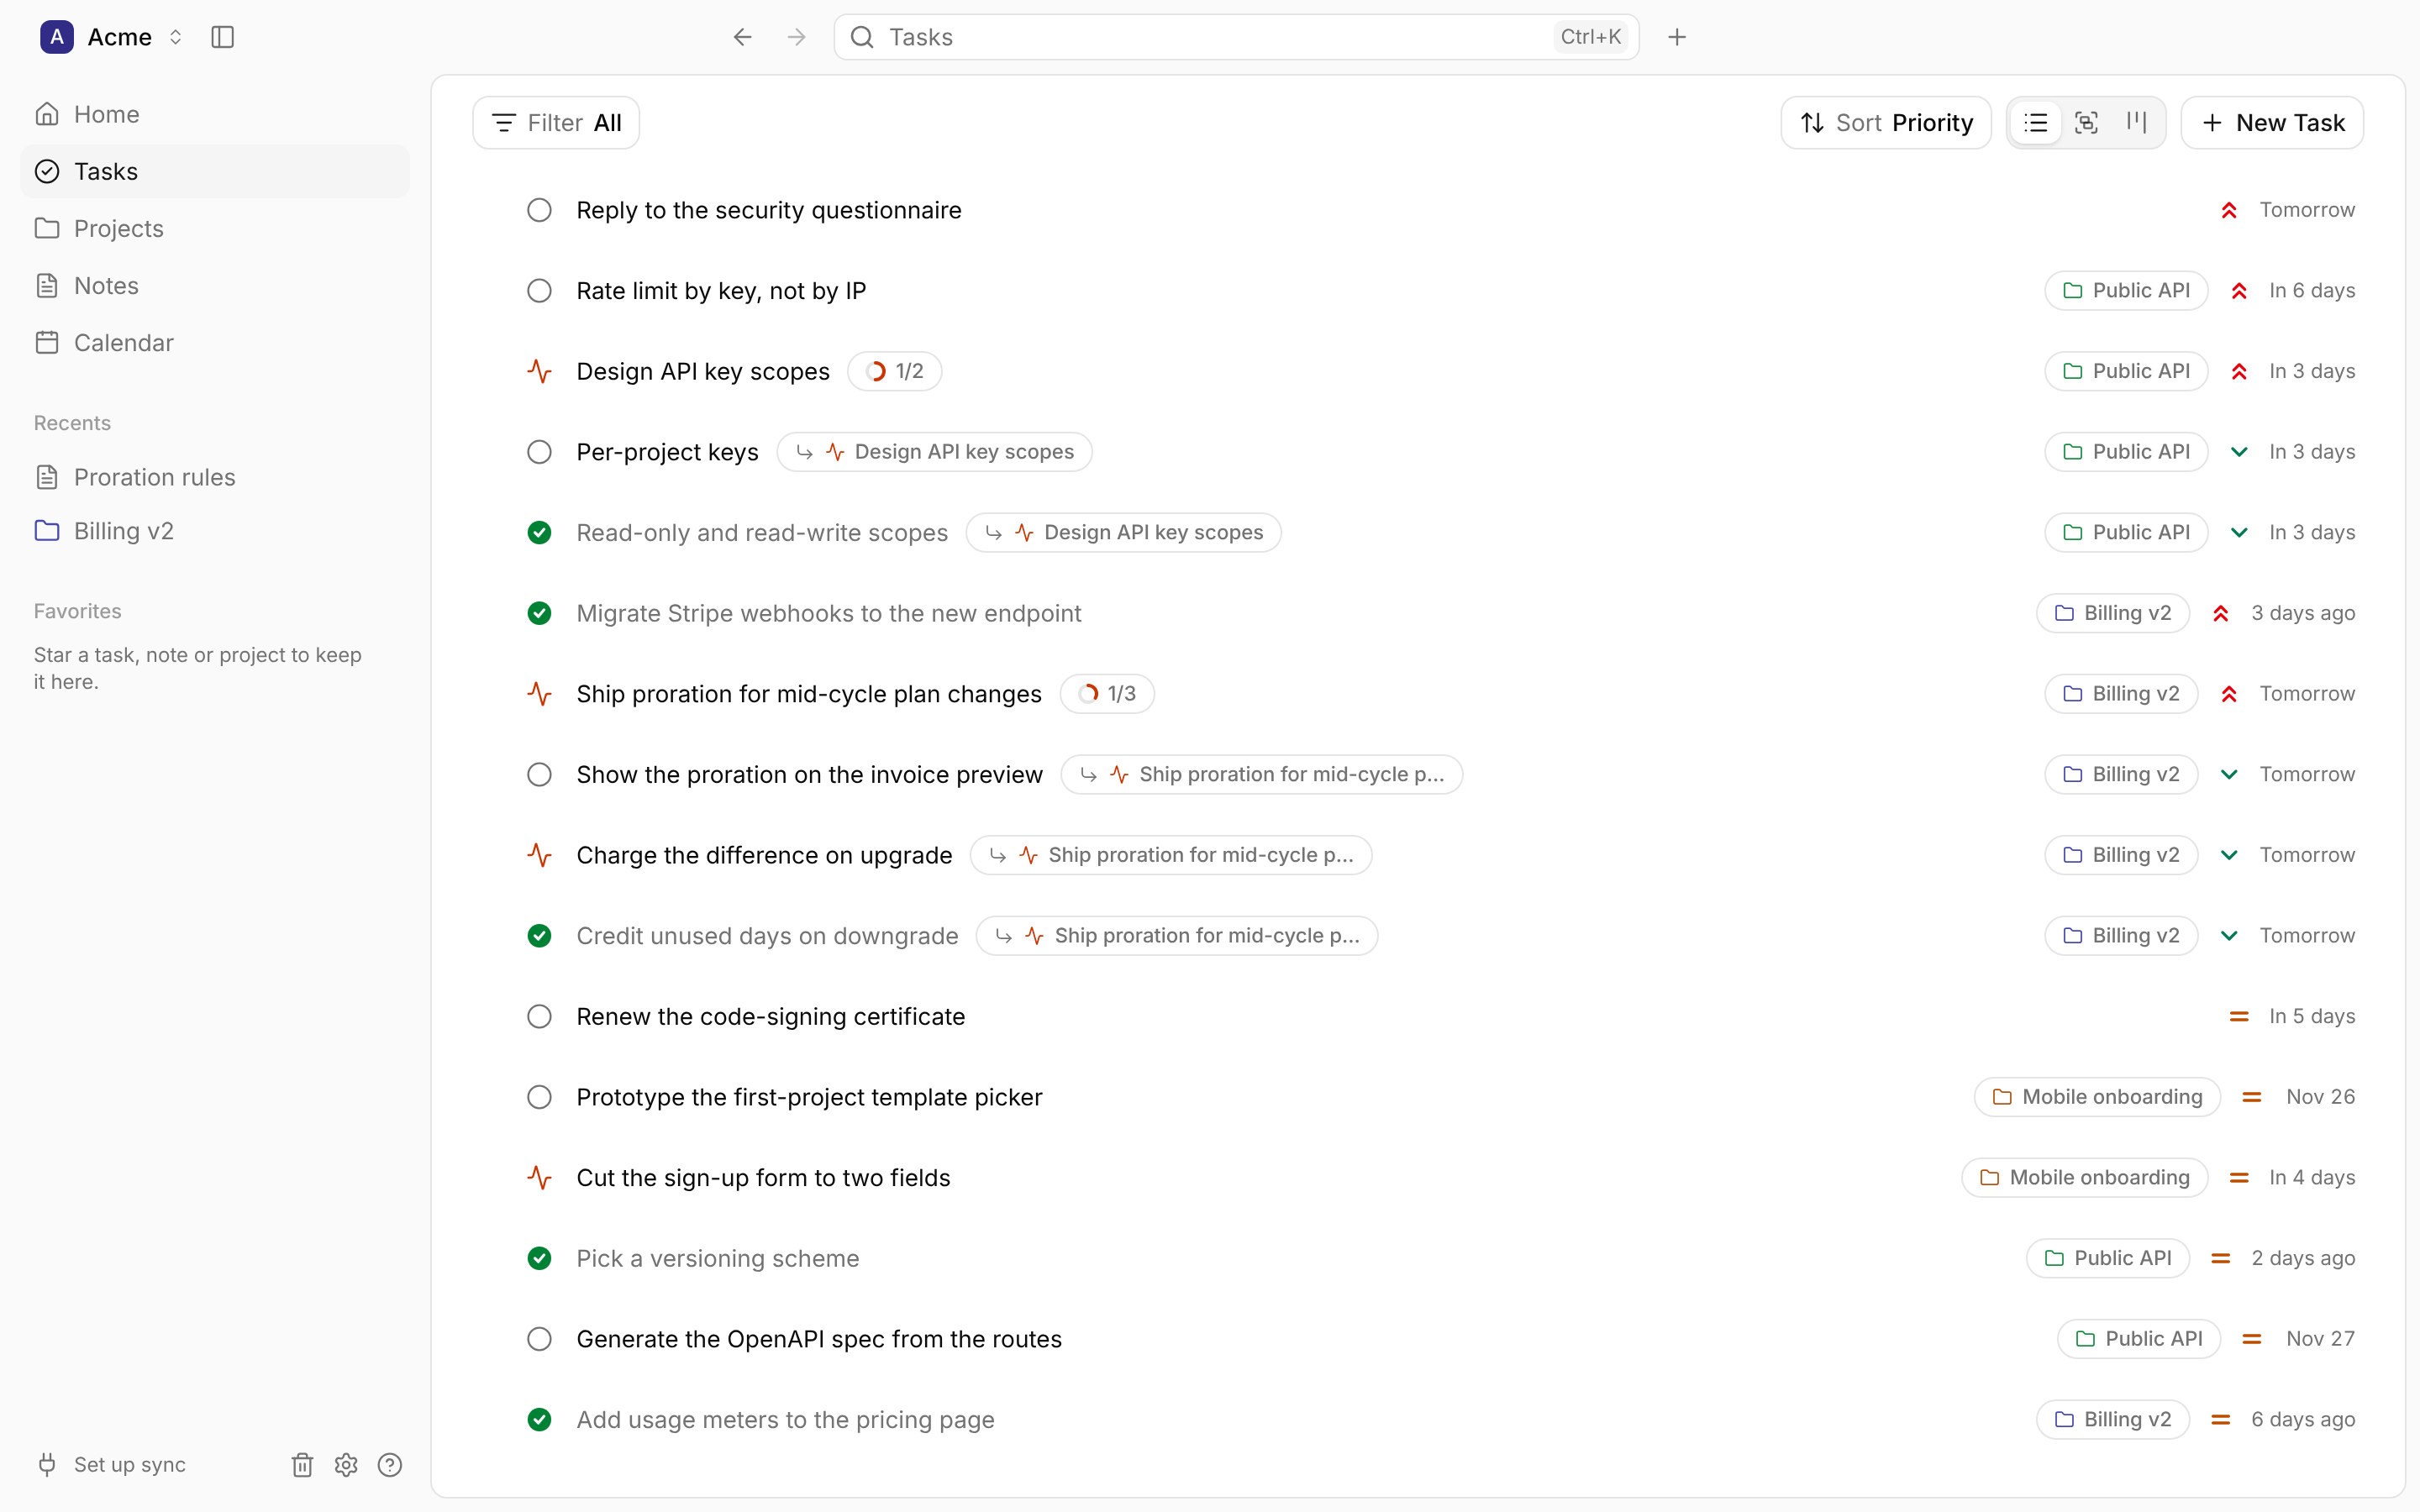 A Acme
Tasks Ctrl+K
Home
Tasks
Projects
Notes
Calendar
Recents
Proration rules
Billing v2
Favorites
Star a task, note or project to keep
it here.
Set up sync
Filter All
Sort Priority
New Task
Reply to the security questionnaire Tomorrow
Rate limit by key, not by IP Public API In 6 days
Design API key scopes 1/2 Public API In 3 days
Per-project keys Design API key scopes Public API In 3 days
Read-only and read-write scopes Design API key scopes Public API In 3 days
Migrate Stripe webhooks to the new endpoint Billing v2 3 days ago
Ship proration for mid-cycle plan changes 1/3 Billing v2 Tomorrow
Show the proration on the invoice preview Ship proration for mid-cycle p... Billing v2 Tomorrow
Charge the difference on upgrade Ship proration for mid-cycle p... Billing v2 Tomorrow
Credit unused days on downgrade Ship proration for mid-cycle p... Billing v2 Tomorrow
Renew the code-signing certificate In 5 days
Prototype the first-project template picker Mobile onboarding Nov 26
Cut the sign-up form to two fields Mobile onboarding In 4 days
Pick a versioning scheme Public API 2 days ago
Generate the OpenAPI spec from the routes Public API Nov 27
Add usage meters to the pricing page Billing v2 6 days ago